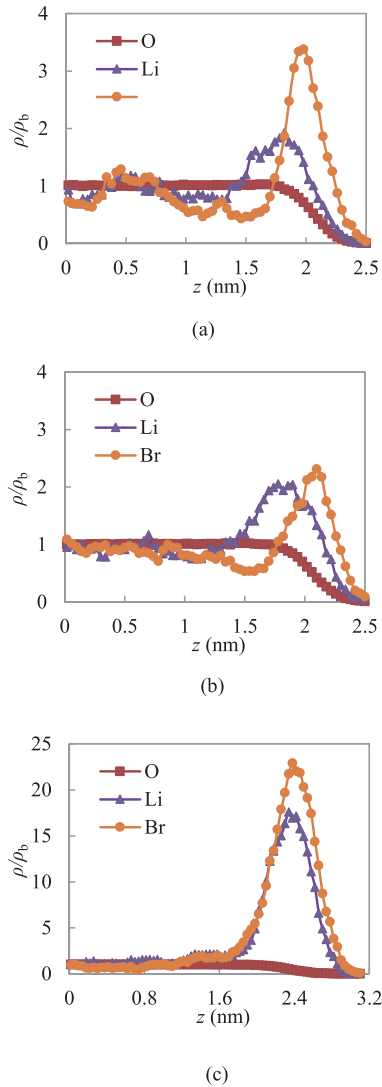 4
O
Li
3
ρ/ρb
2
1
0
0 0.5 1 1.5 2 2.5
z (nm)
(a)
4
O
Li
3
Br
ρ/ρb
2
1
0
0 0.5 1 1.5 2 2.5
z (nm)
(b)
25
O
20
Li
Br
15
ρ/ρb
10
5
0
0 0.8 1.6 2.4 3.2
z (nm)
(c)